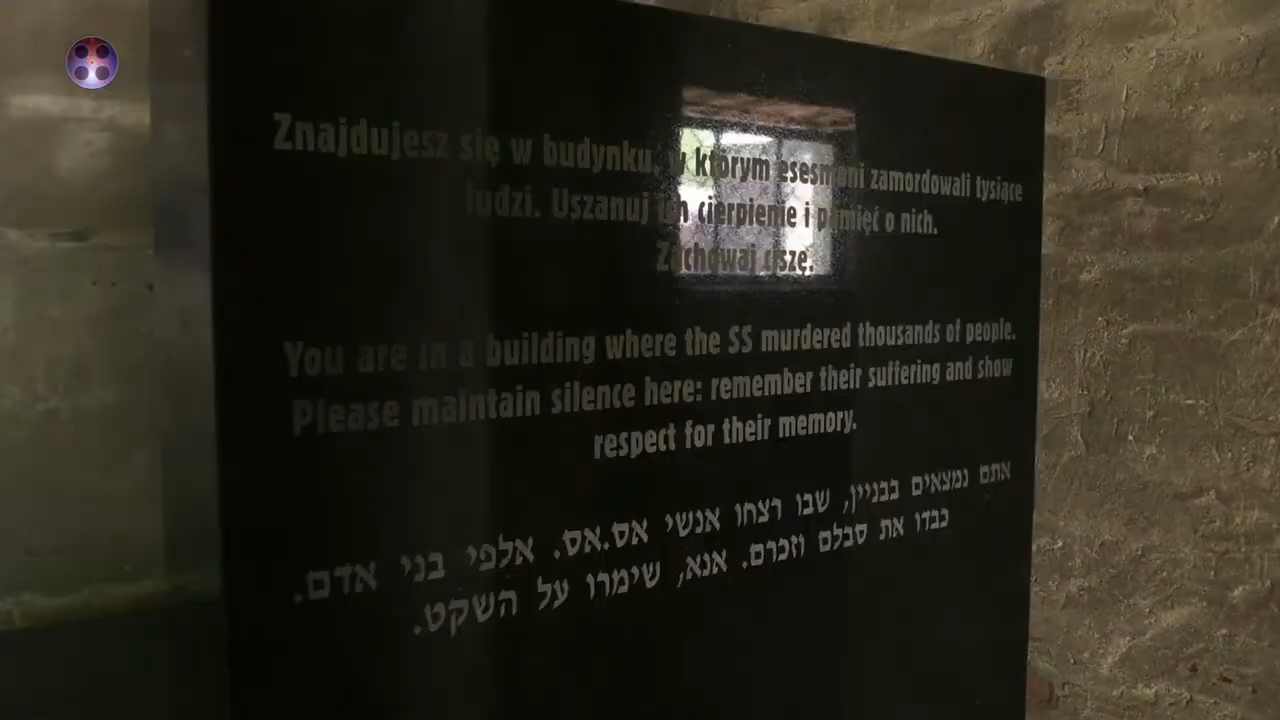 Znajdujesz się w budynku, w którym esesmani zamordowali tysiące
ludzi. Uszanuj ich cierpienie i pamięć o nich.
Zachowaj ciszę.
You are in a building where the SS murdered thousands of people.
Please maintain silence here: remember their suffering and show
respect for their memory.
אתם נמצאים בבניין, שבו רצחו אנשי אס.אס. אלפי בני אדם.
כבדו את סבלם וזכרם. אנא, שימרו על השקט.